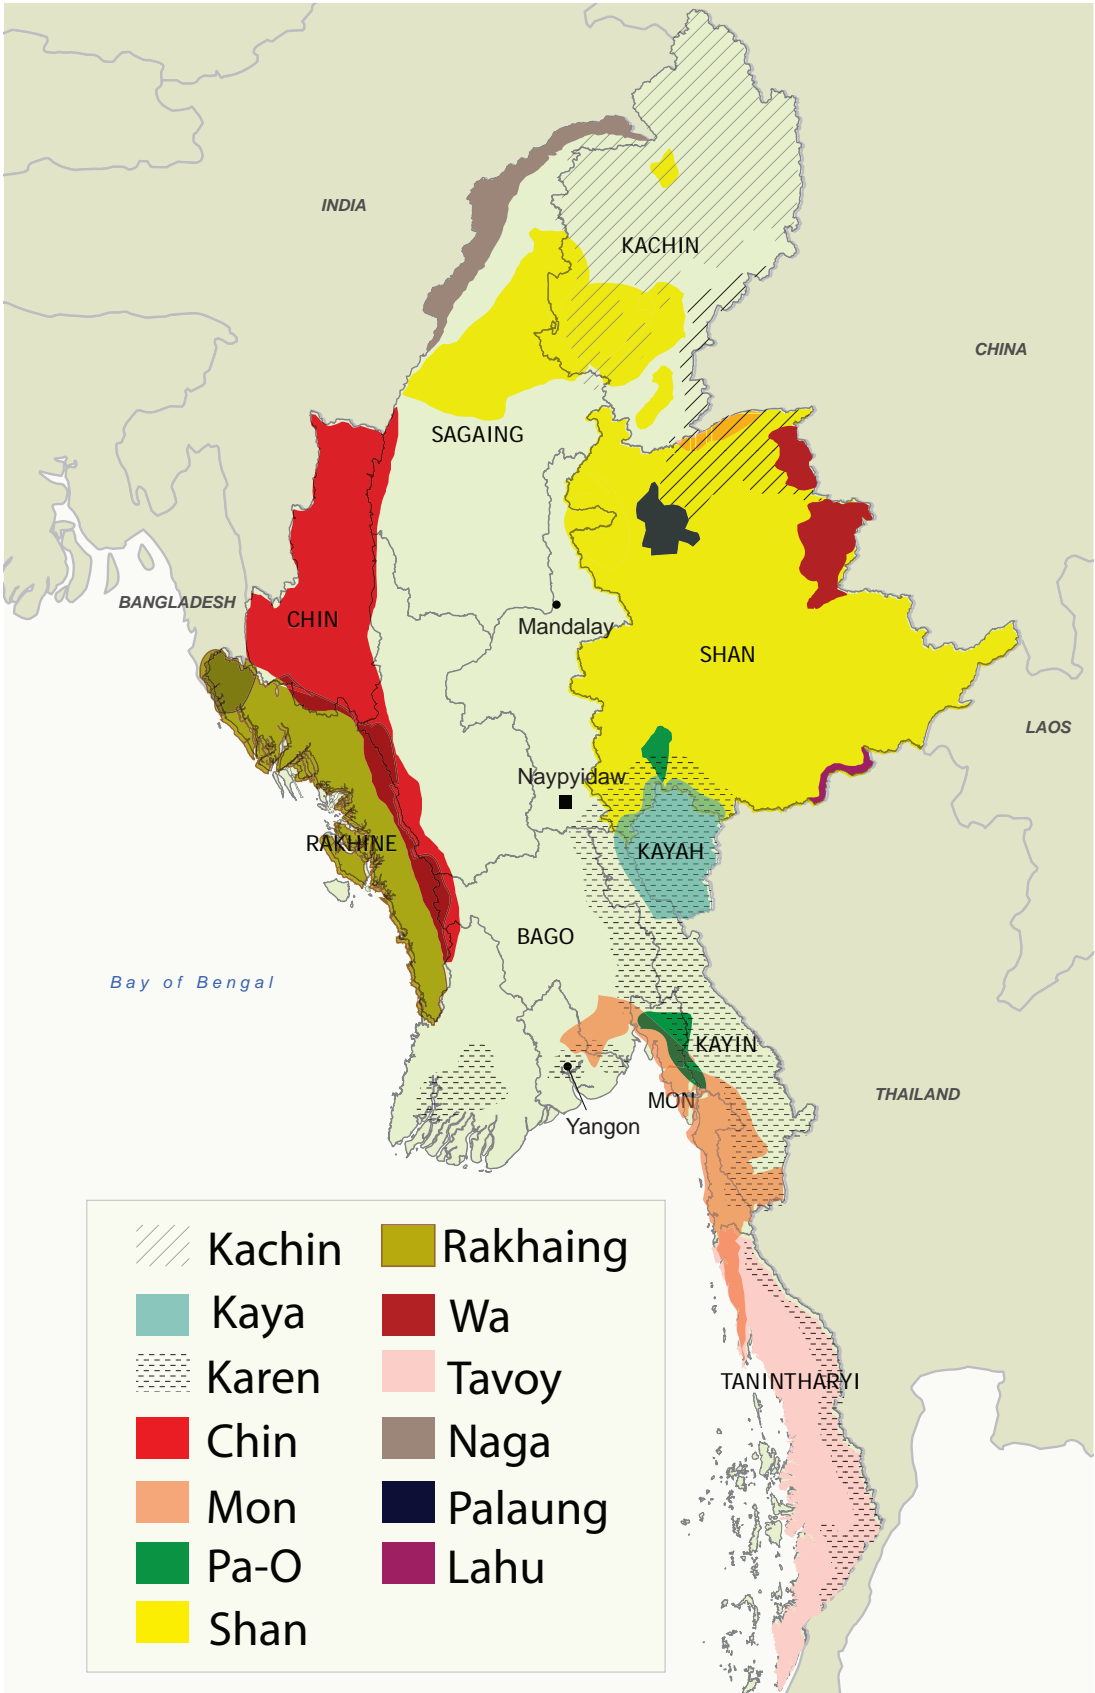 INDIA
KACHIN
CHINA
SAGAING
BANGLADESH
CHIN
Mandalay
SHAN
LAOS
Naypyidaw
RAKHINE
KAYAH
BAGO
Bay of Bengal
KAYIN
THAILAND
MON
Yangon
TANINTHARYI
Kachin
Kaya
Karen
Chin
Mon
Pa-O
Shan
Rakhaing
Wa
Tavoy
Naga
Palaung
Lahu